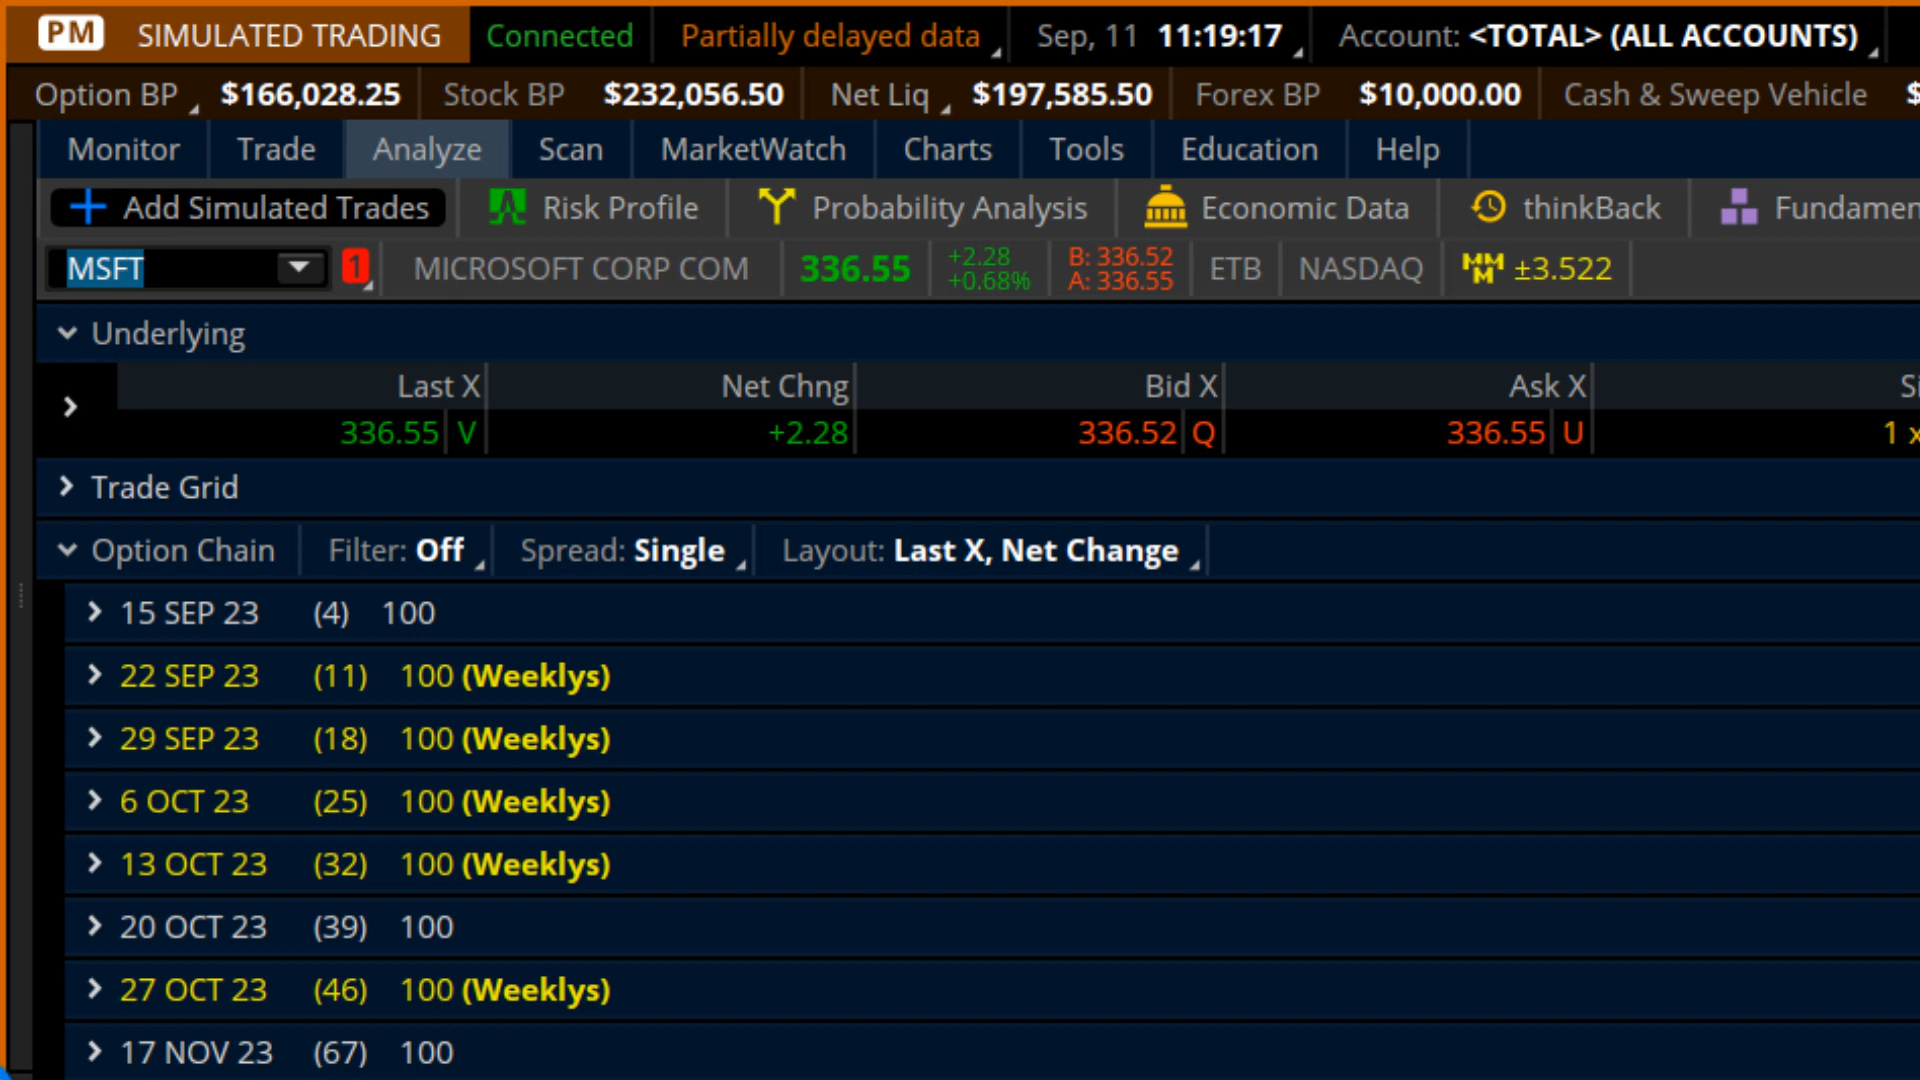 PM SIMULATED TRADING Connected Partially delayed data Sep, 11 11:19:17 Account: <TOTAL> (ALL ACCOUNTS)
Option BP $166,028.25 Stock BP $232,056.50 Net Liq $197,585.50 Forex BP $10,000.00 Cash & Sweep Vehicle $
Monitor Trade Analyze Scan MarketWatch Charts Tools Education Help
Add Simulated Trades Risk Profile Probability Analysis Economic Data thinkBack Fundamen
MSFT 1 MICROSOFT CORP COM 336.55 +2.28 +0.68% B: 336.52 A: 336.55 ETB NASDAQ MMM ±3.522
Underlying
Last X Net Chng Bid X Ask X Si
336.55 V +2.28 336.52 Q 336.55 U 1 x
Trade Grid
Option Chain Filter: Off Spread: Single Layout: Last X, Net Change
15 SEP 23 (4) 100
22 SEP 23 (11) 100 (Weeklys)
29 SEP 23 (18) 100 (Weeklys)
6 OCT 23 (25) 100 (Weeklys)
13 OCT 23 (32) 100 (Weeklys)
20 OCT 23 (39) 100
27 OCT 23 (46) 100 (Weeklys)
17 NOV 23 (67) 100